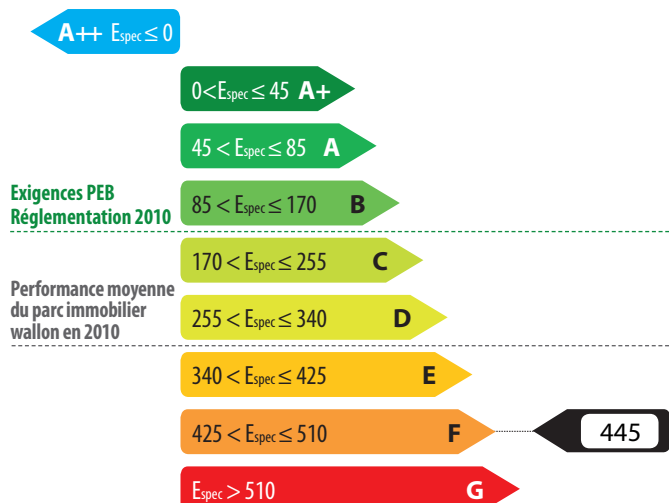 A++ Espec ≤ 0
0<Espec ≤ 45 A+
45 < Espec ≤ 85 A
Exigences PEB
Réglementation 2010
85 < Espec ≤ 170 B
170 < Espec ≤ 255 C
Performance moyenne
du parc immobilier
wallon en 2010
255 < Espec ≤ 340 D
340 < Espec ≤ 425 E
425 < Espec ≤ 510 F
445
Espec > 510 G